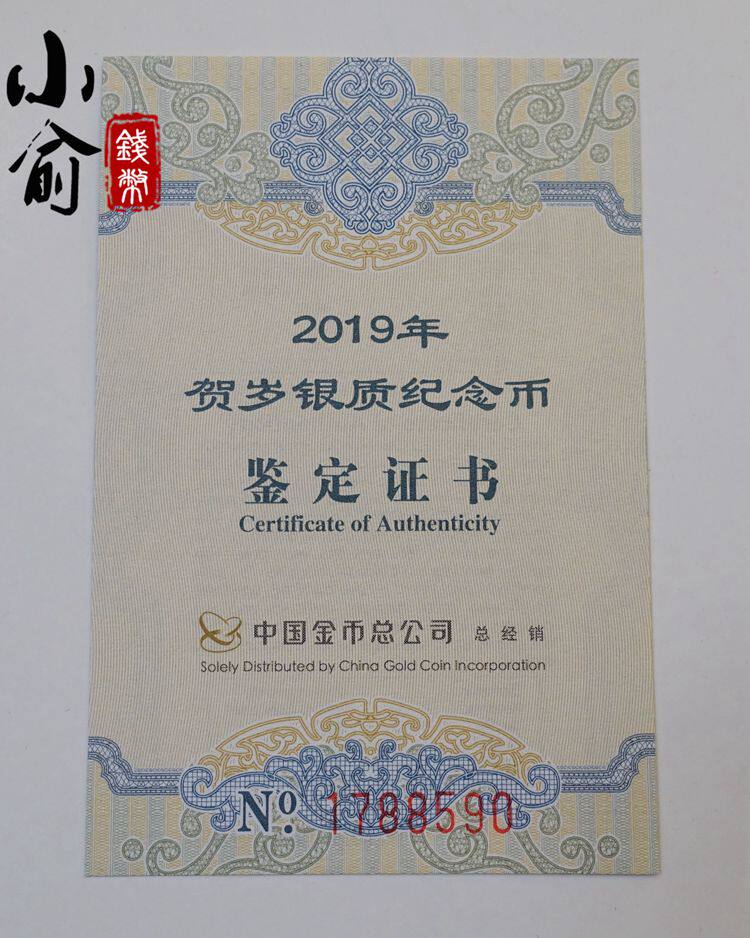 小俞
錢幣
2019年
贺岁银质纪念币
鉴定证书
Certificate of Authenticity
中国金币总公司 总经销
Solely Distributed by China Gold Coin Incorporation
Nº. 1788590